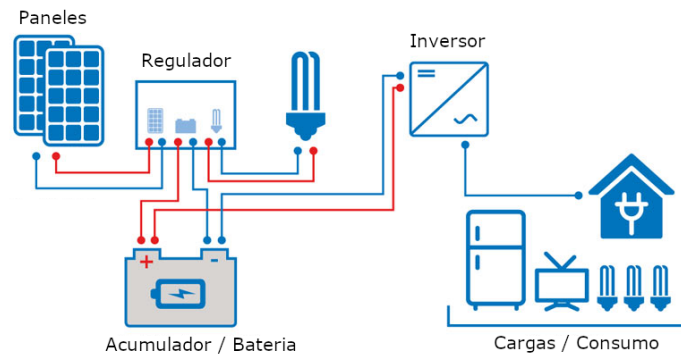 Paneles
Regulador
Inversor
+ -
Acumulador / Bateria
Cargas / Consumo